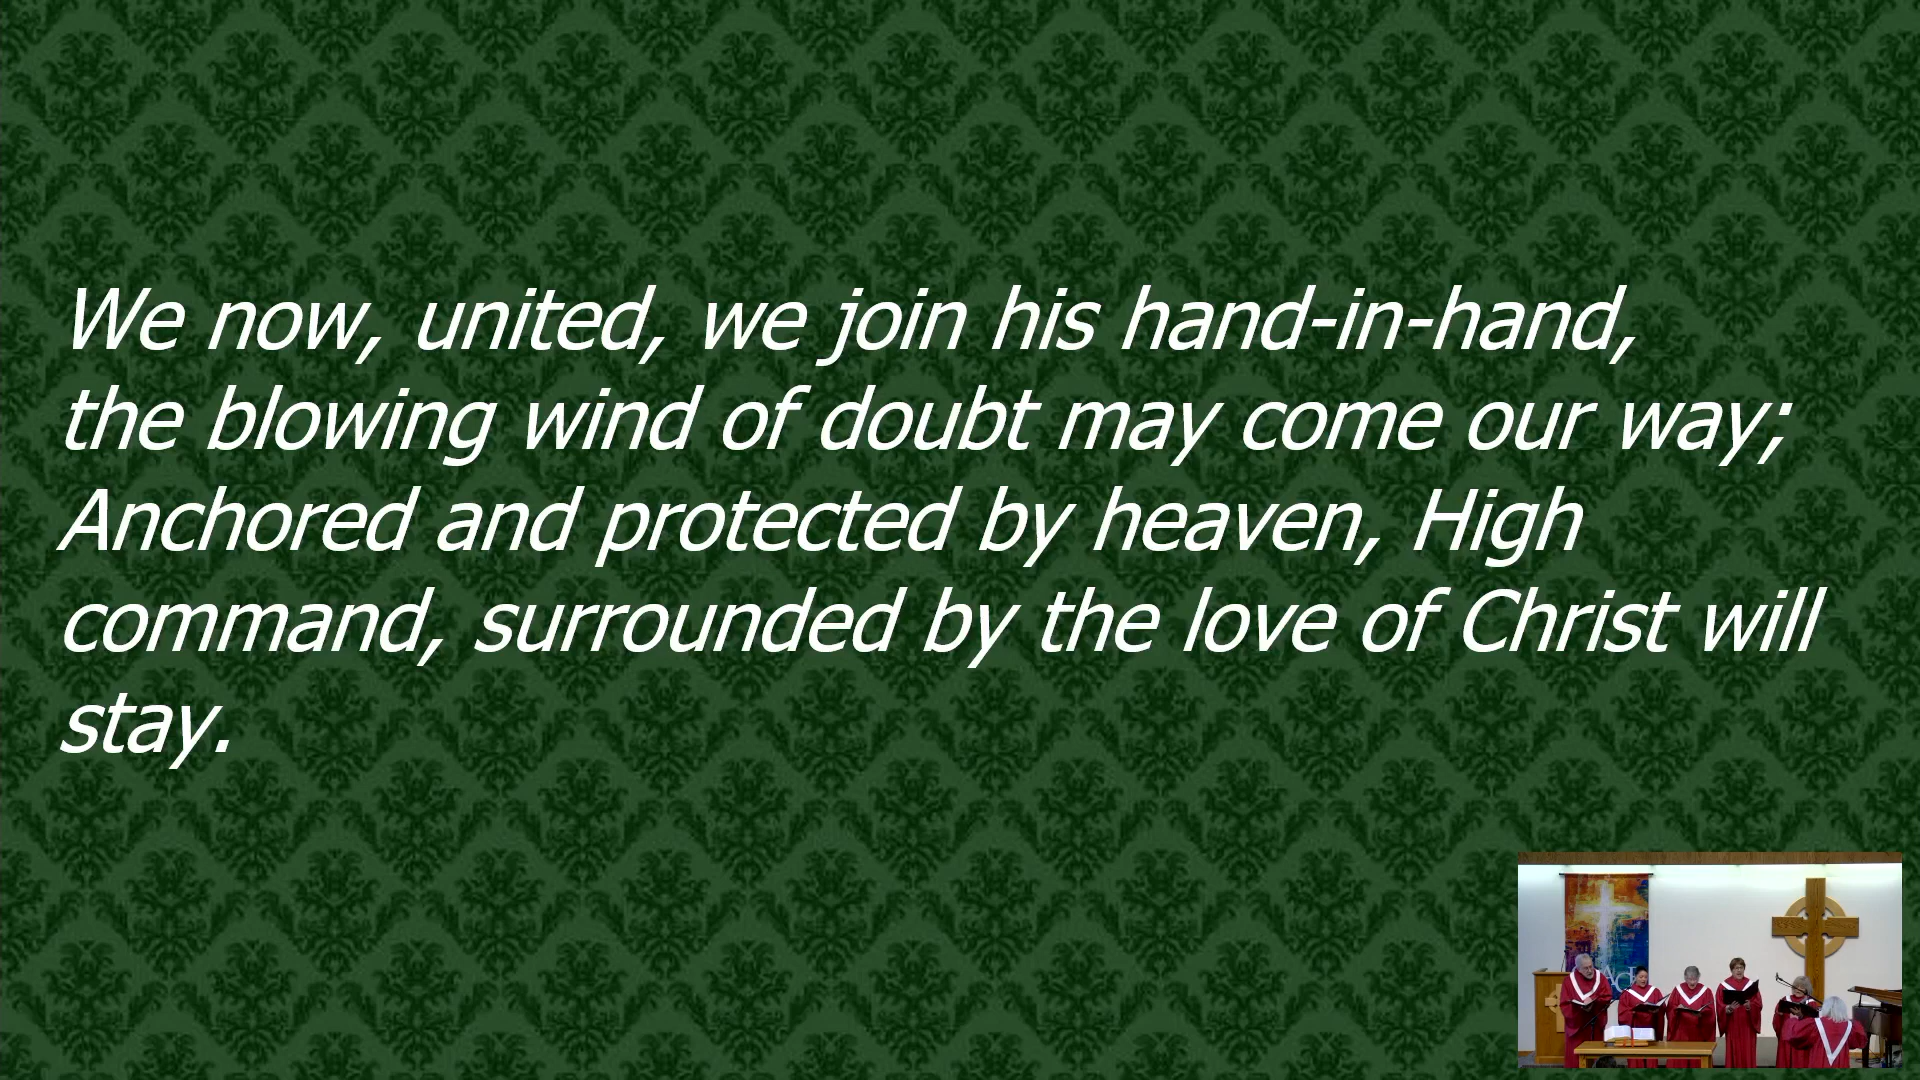 We now, united, we join his hand-in-hand,
the blowing wind of doubt may come our way;
Anchored and protected by heaven, High
command, surrounded by the love of Christ will
stay.